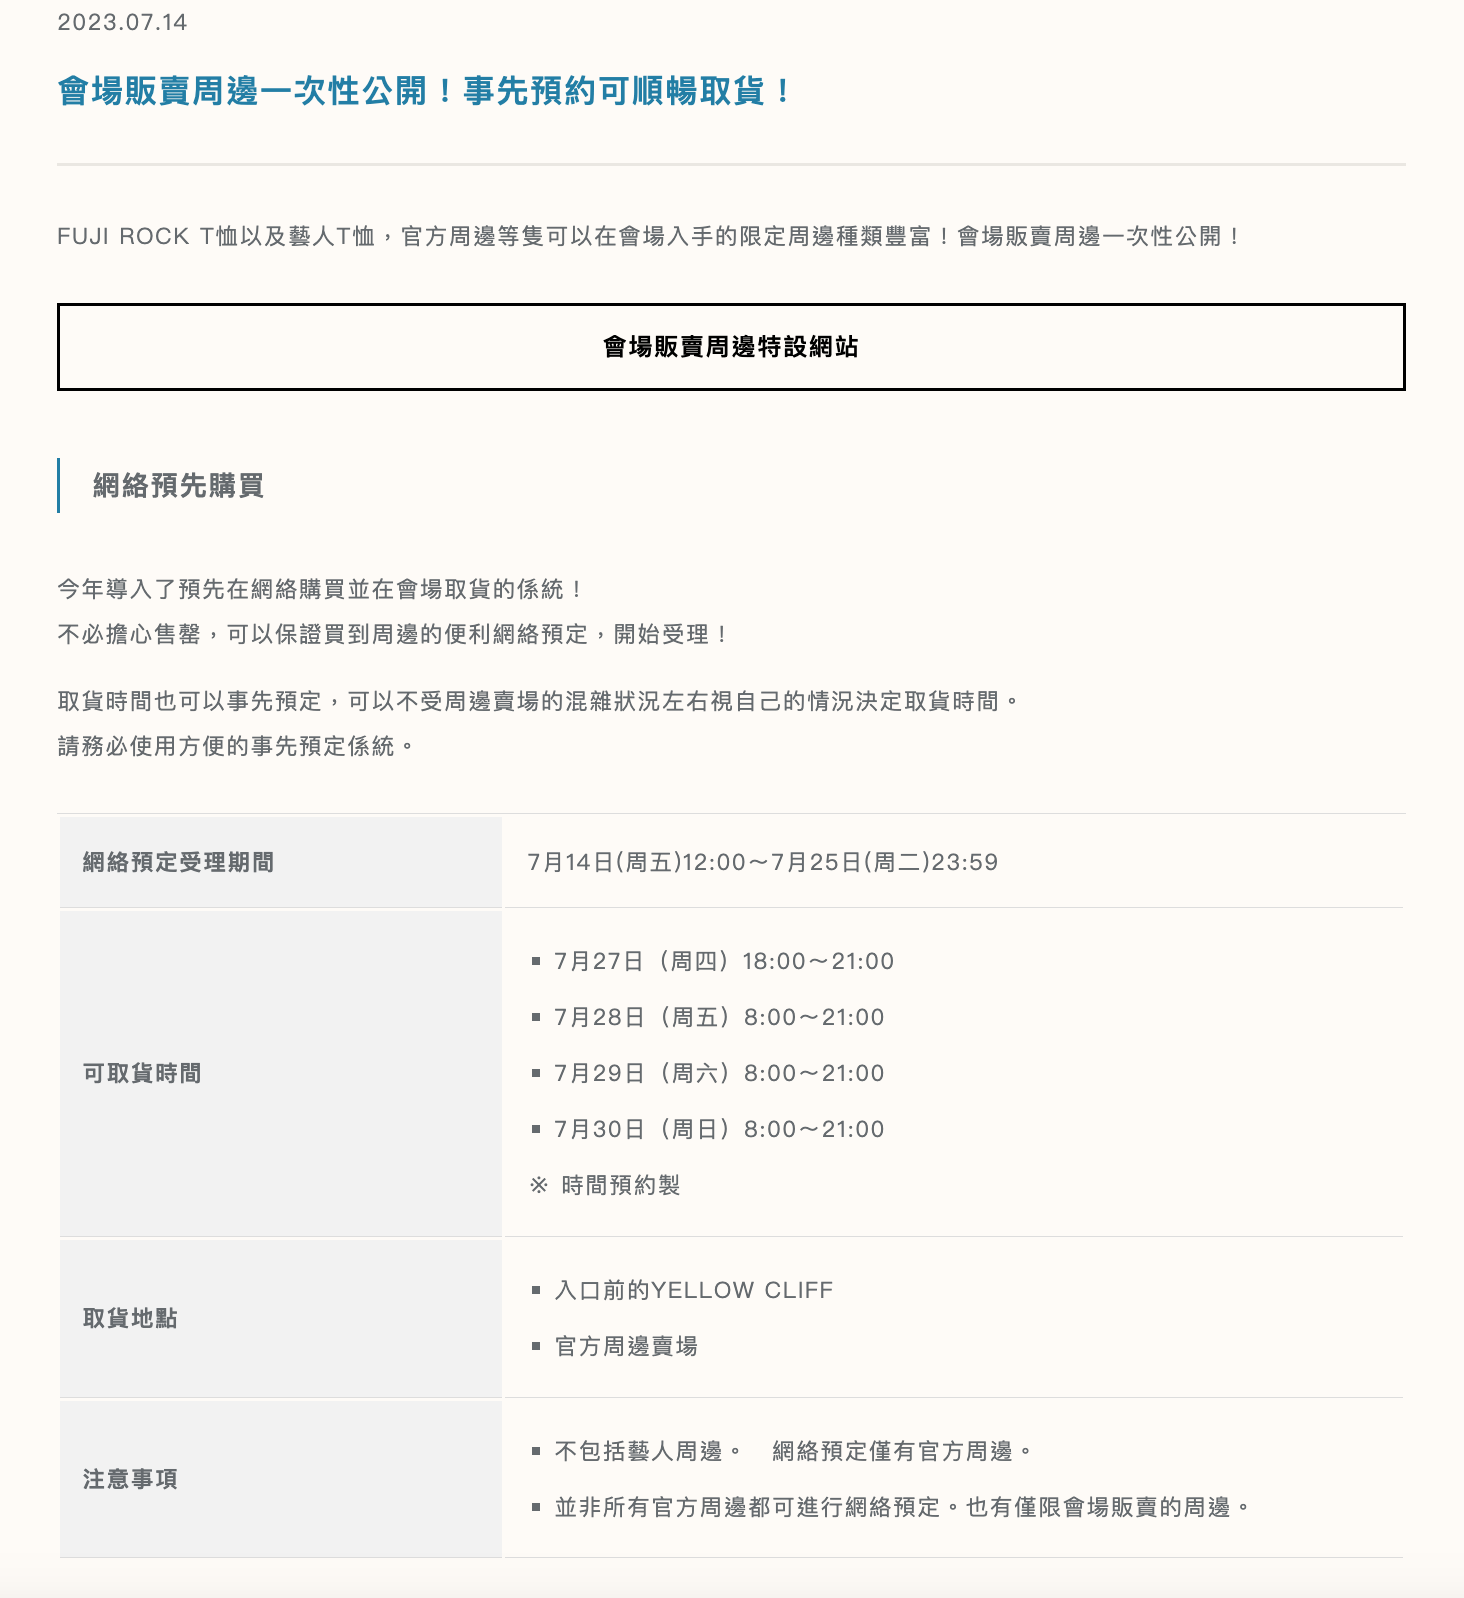 2023.07.14
會場販賣周邊一次性公開！事先預約可順暢取貨！
FUJI ROCK T恤以及藝人T恤，官方周邊等隻可以在會場入手的限定周邊種類豐富！會場販賣周邊一次性公開！
會場販賣周邊特設網站
網絡預先購買
今年導入了預先在網絡購買並在會場取貨的係統！
不必擔心售罄，可以保證買到周邊的便利網絡預定，開始受理！
取貨時間也可以事先預定，可以不受周邊賣場的混雜狀況左右視自己的情況決定取貨時間。
請務必使用方便的事先預定係統。
網絡預定受理期間
7月14日(周五)12:00～7月25日(周二)23:59
可取貨時間
▪ 7月27日（周四）18:00～21:00
▪ 7月28日（周五）8:00～21:00
▪ 7月29日（周六）8:00～21:00
▪ 7月30日（周日）8:00～21:00
※ 時間預約製
取貨地點
▪ 入口前的YELLOW CLIFF
▪ 官方周邊賣場
注意事項
▪ 不包括藝人周邊。　網絡預定僅有官方周邊。
▪ 並非所有官方周邊都可進行網絡預定。也有僅限會場販賣的周邊。